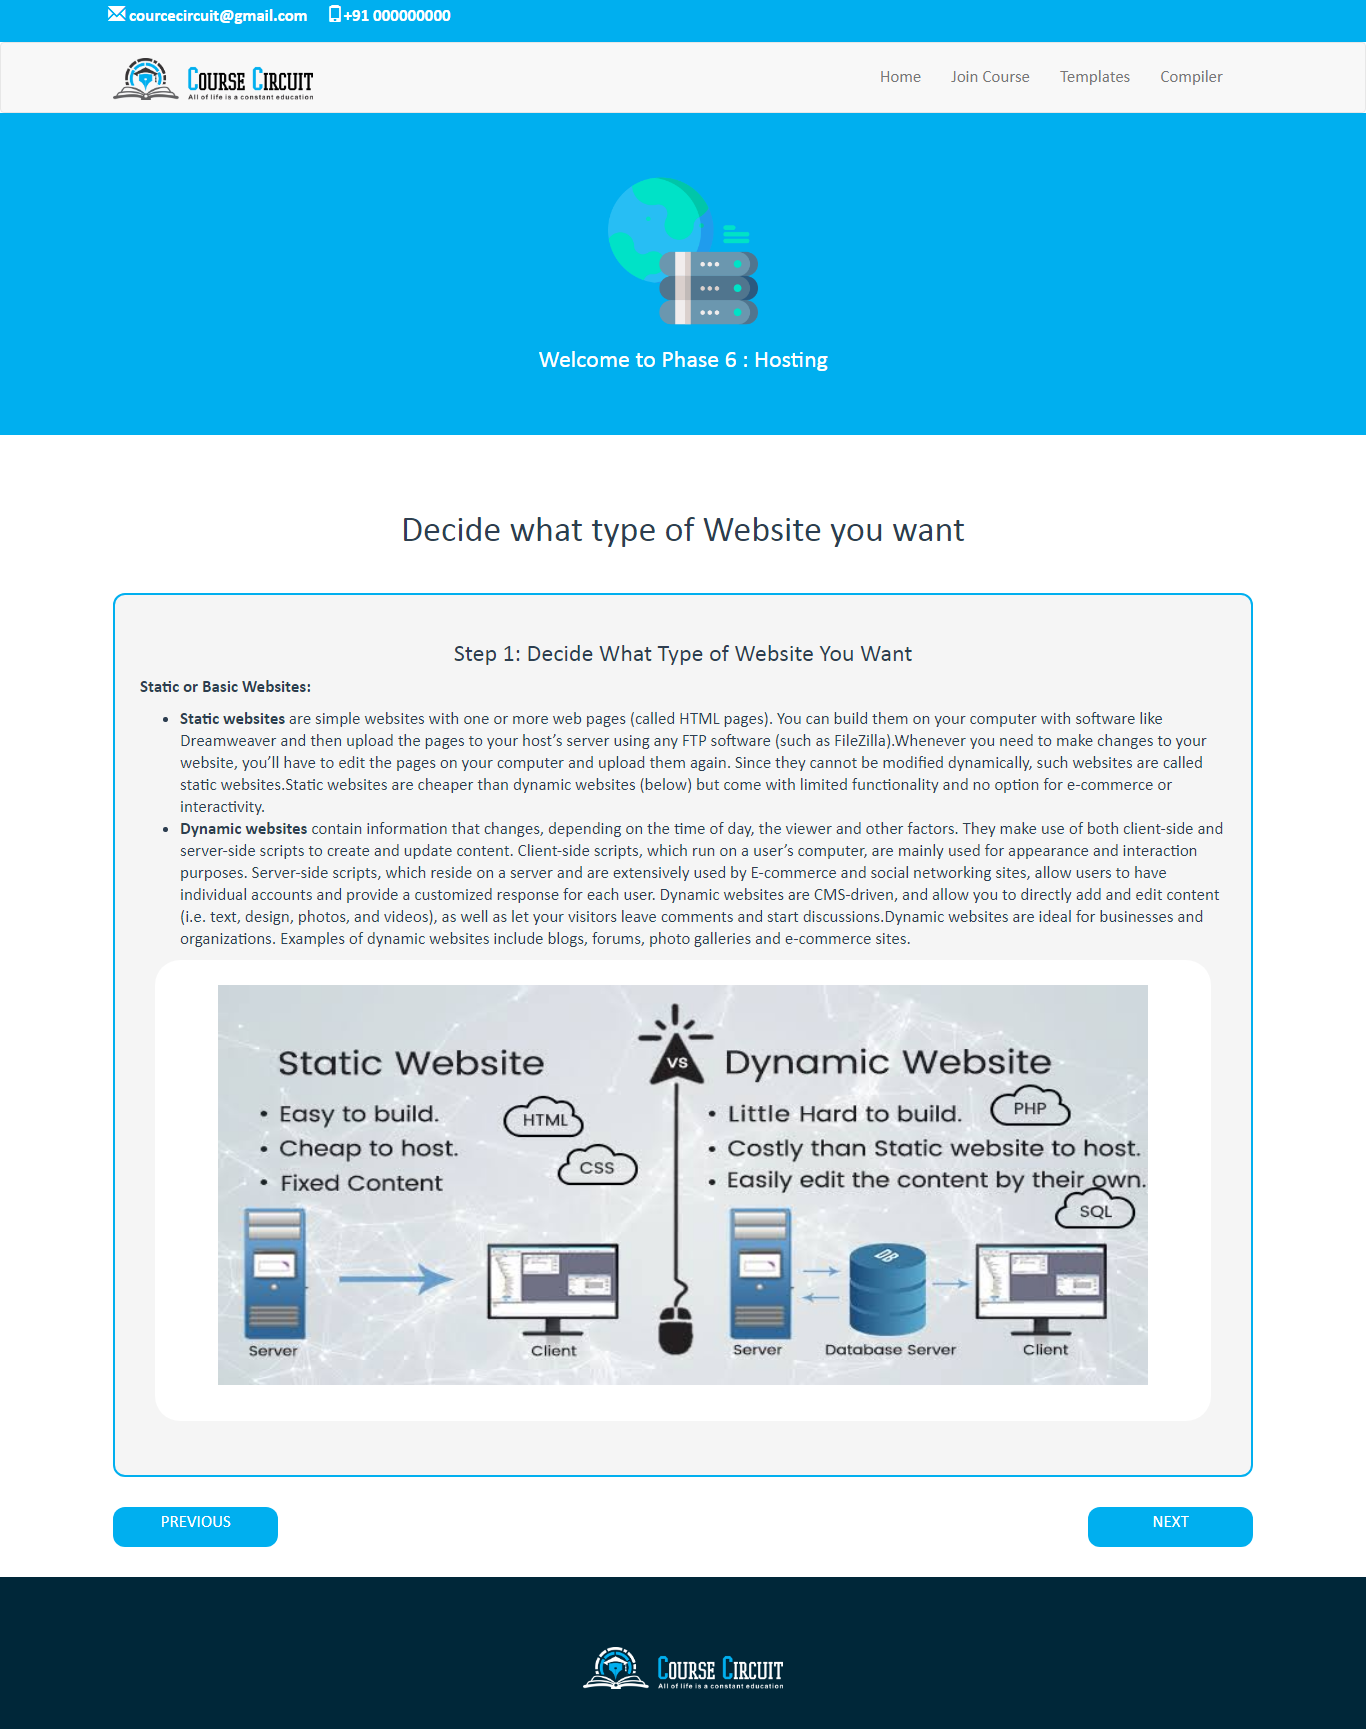 courcecircuit@gmail.com +91 000000000
COURSE CIRCUIT
All of life is a constant education
Home Join Course Templates Compiler
Welcome to Phase 6 : Hosting
Decide what type of Website you want
Step 1: Decide What Type of Website You Want
Static or Basic Websites:
• Static websites are simple websites with one or more web pages (called HTML pages). You can build them on your computer with software like
Dreamweaver and then upload the pages to your host’s server using any FTP software (such as FileZilla).Whenever you need to make changes to your
website, you’ll have to edit the pages on your computer and upload them again. Since they cannot be modified dynamically, such websites are called
static websites.Static websites are cheaper than dynamic websites (below) but come with limited functionality and no option for e-commerce or
interactivity.
• Dynamic websites contain information that changes, depending on the time of day, the viewer and other factors. They make use of both client-side and
server-side scripts to create and update content. Client-side scripts, which run on a user’s computer, are mainly used for appearance and interaction
purposes. Server-side scripts, which reside on a server and are extensively used by E-commerce and social networking sites, allow users to have
individual accounts and provide a customized response for each user. Dynamic websites are CMS-driven, and allow you to directly add and edit content
(i.e. text, design, photos, and videos), as well as let your visitors leave comments and start discussions.Dynamic websites are ideal for businesses and
organizations. Examples of dynamic websites include blogs, forums, photo galleries and e-commerce sites.
Static Website
• Easy to build.
• Cheap to host.
• Fixed Content
HTML
CSS
Server
Client
VS
Dynamic Website
• Little Hard to build.
• Costly than Static website to host.
• Easily edit the content by their own.
PHP
SQL
DB
Server
Database Server
Client
PREVIOUS
NEXT
COURSE CIRCUIT
All of life is a constant education